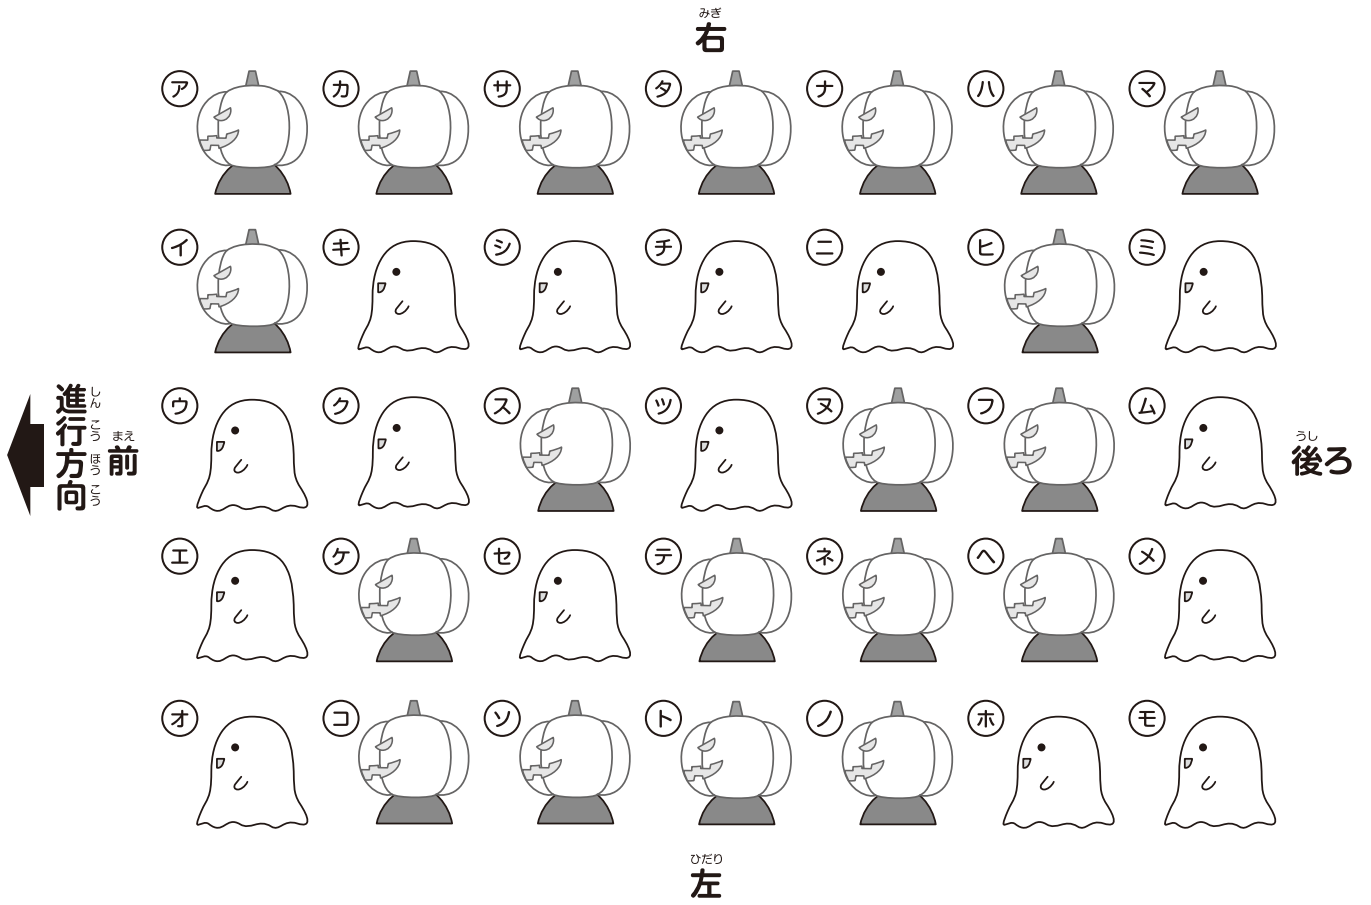 みぎ
右
ア カ サ タ ナ ハ マ
イ キ シ チ ニ ヒ ミ
ウ ク ス ツ ヌ フ ム
しん こう ほう こう
進行方向
まえ
前
うし
後ろ
エ ケ セ テ ネ ヘ メ
オ コ ソ ト ノ ホ モ
ひだり
左